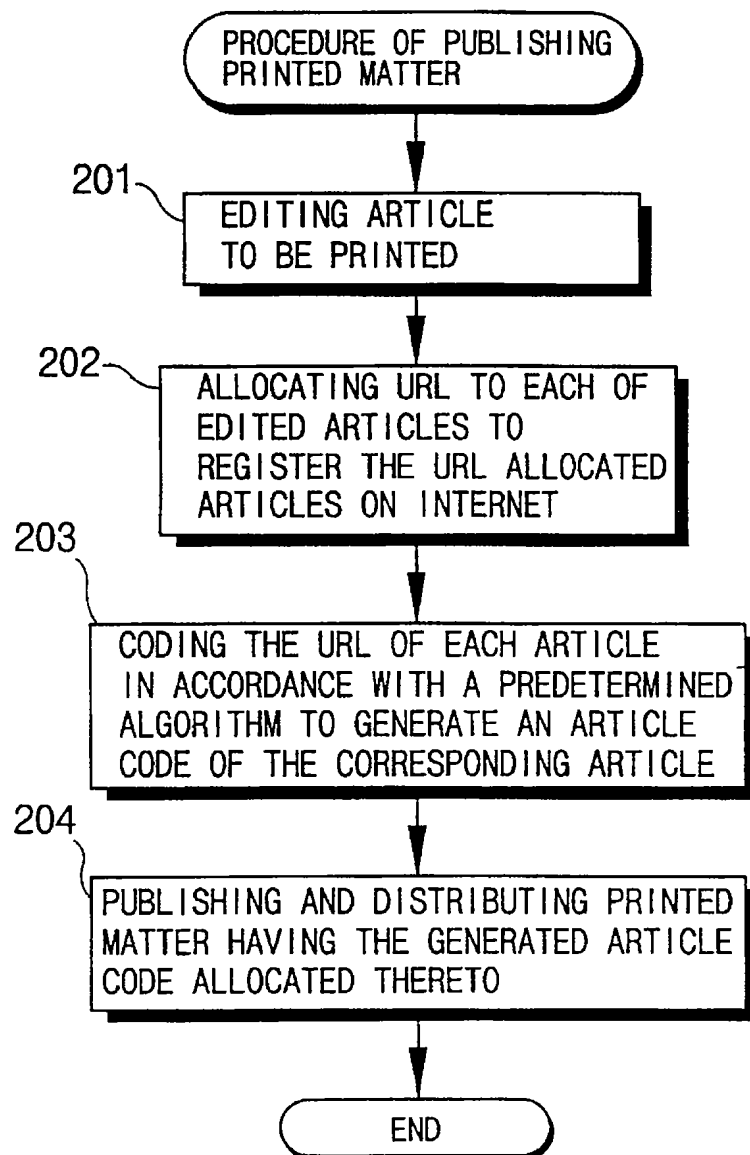 PROCEDURE OF PUBLISHING
PRINTED MATTER
201
EDITING ARTICLE
TO BE PRINTED
202
ALLOCATING URL TO EACH OF
EDITED ARTICLES TO
REGISTER THE URL ALLOCATED
ARTICLES ON INTERNET
203
CODING THE URL OF EACH ARTICLE
IN ACCORDANCE WITH A PREDETERMINED
ALGORITHM TO GENERATE AN ARTICLE
CODE OF THE CORRESPONDING ARTICLE
204
PUBLISHING AND DISTRIBUTING PRINTED
MATTER HAVING THE GENERATED ARTICLE
CODE ALLOCATED THERETO
END